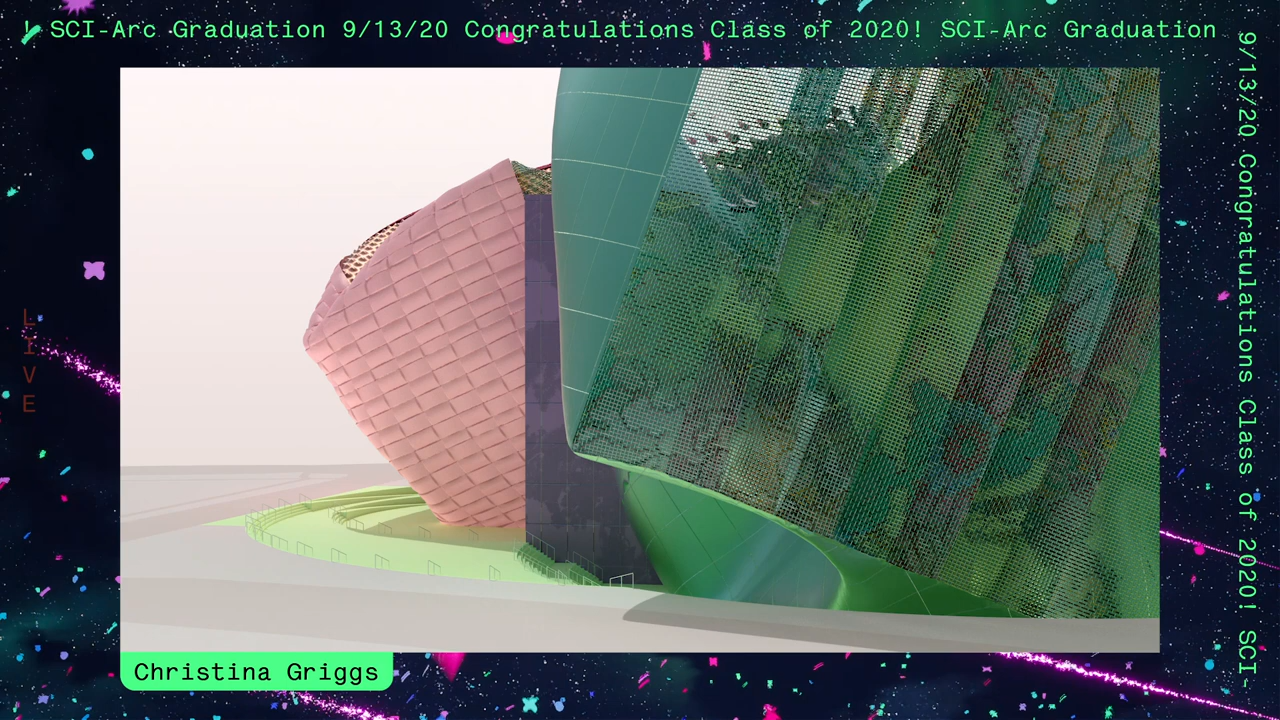 SCI-Arc Graduation 9/13/20 Congratulations Class of 2020! SCI-Arc Graduation
9/13/20 Congratulations Class of 2020! SCI-
LIVE
Christina Griggs